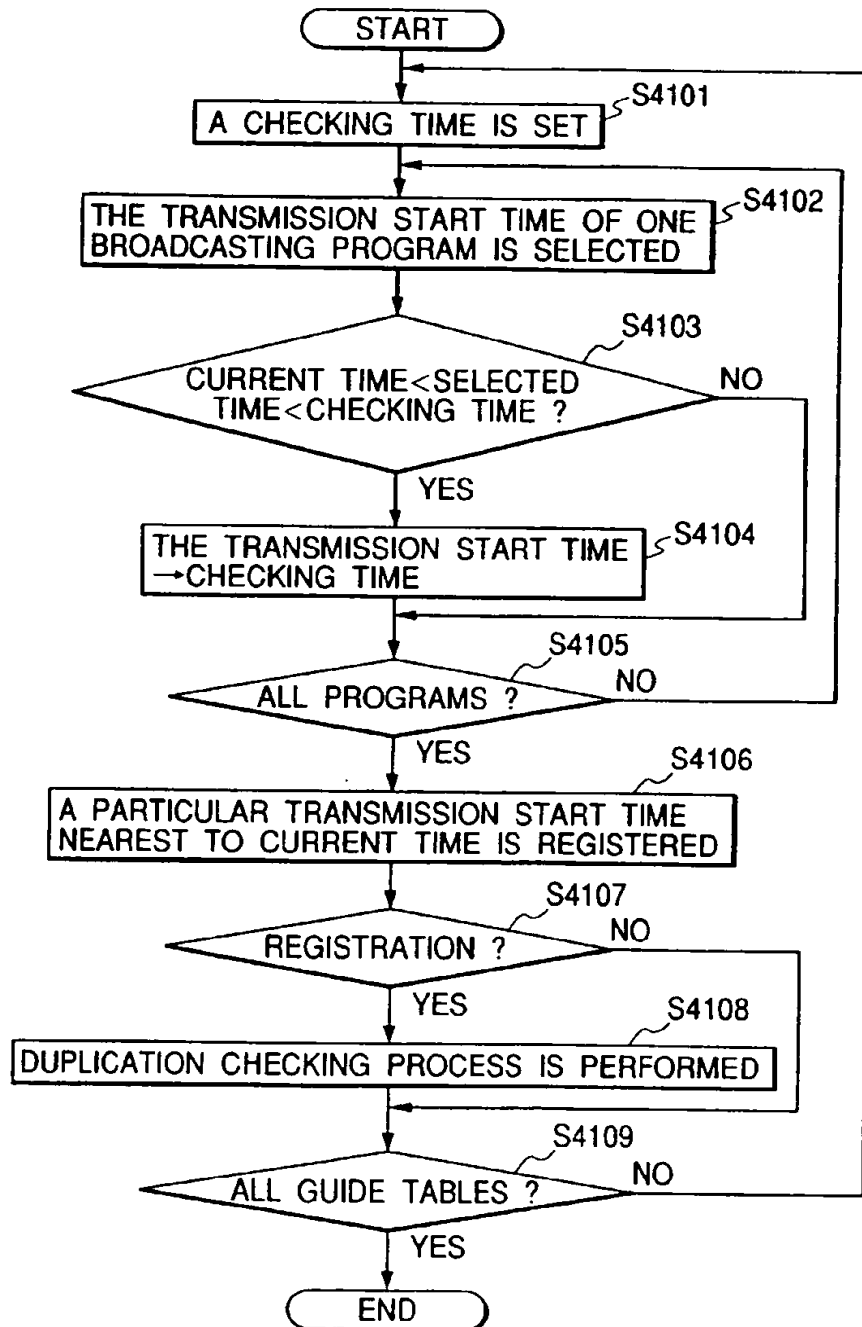 START
S4101
A CHECKING TIME IS SET
S4102
THE TRANSMISSION START TIME OF ONE
BROADCASTING PROGRAM IS SELECTED
S4103
CURRENT TIME<SELECTED
TIME<CHECKING TIME ?
NO
YES
S4104
THE TRANSMISSION START TIME
→CHECKING TIME
S4105
ALL PROGRAMS ?
NO
YES
S4106
A PARTICULAR TRANSMISSION START TIME
NEAREST TO CURRENT TIME IS REGISTERED
S4107
REGISTRATION ?
NO
YES
S4108
DUPLICATION CHECKING PROCESS IS PERFORMED
S4109
ALL GUIDE TABLES ?
NO
YES
END